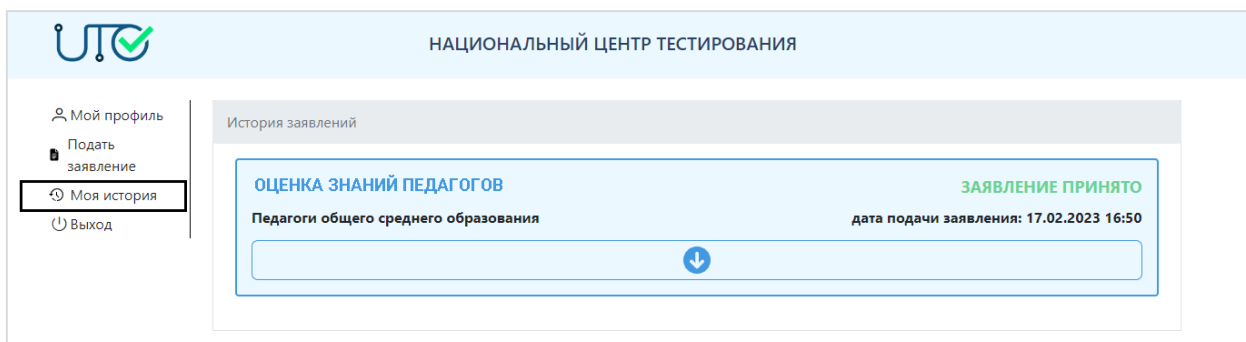 UTO
НАЦИОНАЛЬНЫЙ ЦЕНТР ТЕСТИРОВАНИЯ
Мой профиль
Подать
заявление
Моя история
Выход
История заявлений
ОЦЕНКА ЗНАНИЙ ПЕДАГОГОВ
ЗАЯВЛЕНИЕ ПРИНЯТО
Педагоги общего среднего образования
дата подачи заявления: 17.02.2023 16:50